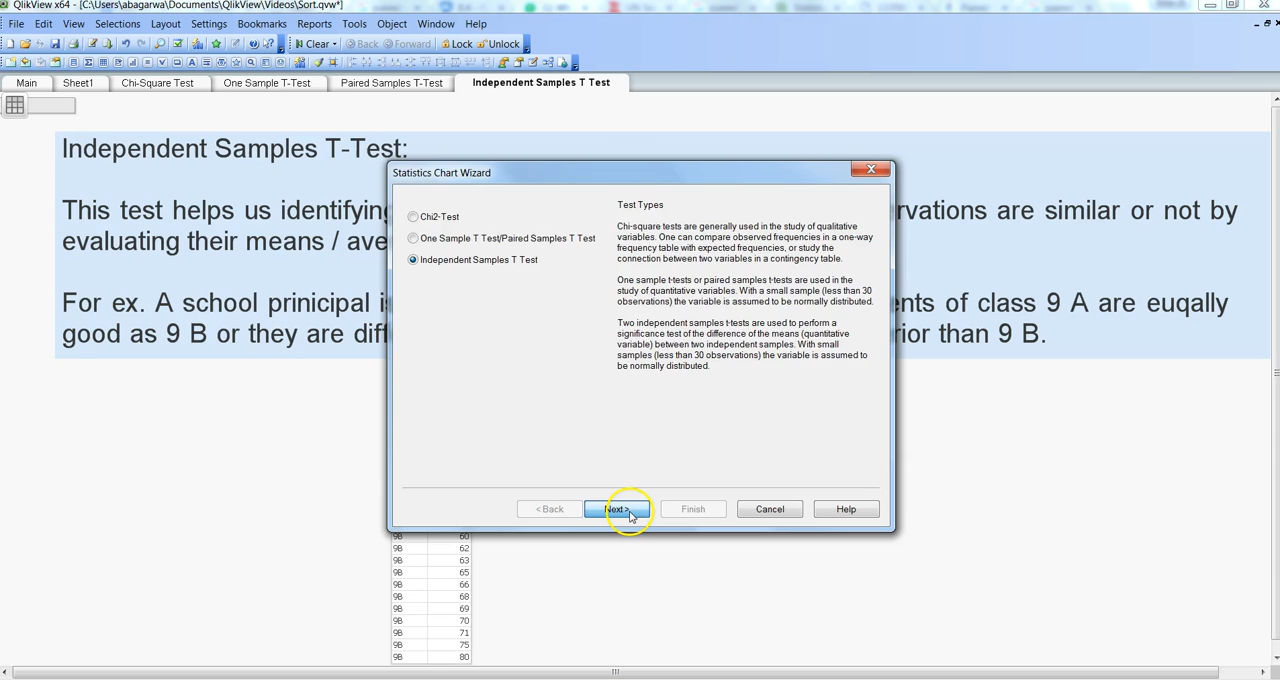 QlikView x64 - [C:\Users\abagarwa\Documents\QlikView\Videos\Sort.qvw*]
File Edit View Selections Layout Settings Bookmarks Reports Tools Object Window Help
Clear Back Forward Lock Unlock
Main Sheet1 Chi-Square Test One Sample T-Test Paired Samples T-Test Independent Samples T Test
Independent Samples T-Test:
This test helps us identifying rvations are similar or not by
evaluating their means / ave
For ex. A school prinicipal is ents of class 9 A are euqally
good as 9 B or they are diff rior than 9 B.
Statistics Chart Wizard
Chi2-Test
One Sample T Test/Paired Samples T Test
Independent Samples T Test
Test Types
Chi-square tests are generally used in the study of qualitative
variables. One can compare observed frequencies in a one-way
frequency table with expected frequencies, or study the
connection between two variables in a contingency table.
One sample t-tests or paired samples t-tests are used in the
study of quantitative variables. With a small sample (less than 30
observations) the variable is assumed to be normally distributed.
Two independent samples t-tests are used to perform a
significance test of the difference of the means (quantitative
variable) between two independent samples. With small
samples (less than 30 observations) the variable is assumed to
be normally distributed.
< Back Next > Finish Cancel Help
9B 60
9B 62
9B 63
9B 65
9B 66
9B 68
9B 69
9B 70
9B 71
9B 75
9B 80